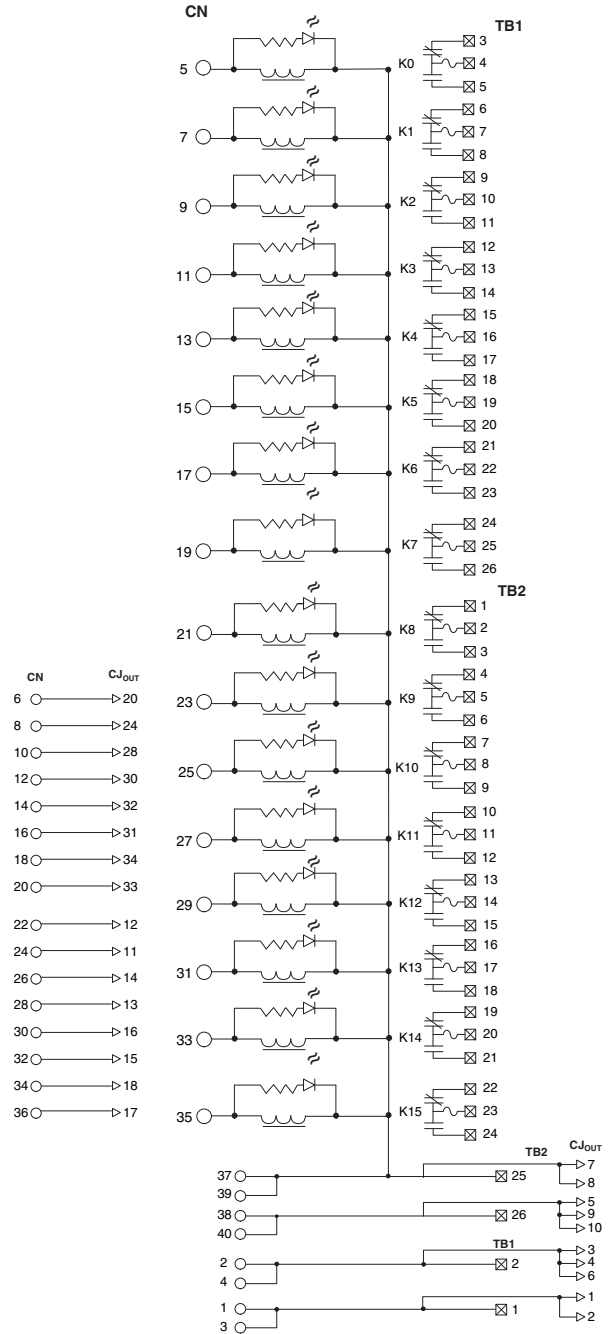 CN
TB1
5 K0 3
4
5
7 K1 6
7
8
9 K2 9
10
11
11 K3 12
13
14
13 K4 15
16
17
15 K5 18
19
20
17 K6 21
22
23
19 K7 24
25
26
TB2
21 K8 1
2
3
23 K9 4
5
6
25 K10 7
8
9
27 K11 10
11
12
29 K12 13
14
15
31 K13 16
17
18
33 K14 19
20
21
35 K15 22
23
24
CN CJOUT
6 20
8 24
10 28
12 30
14 32
16 31
18 34
20 33
22 12
24 11
26 14
28 13
30 16
32 15
34 18
36 17
TB2 CJOUT
37 25 7
39 8
38 26 5
40 9
10
TB1
2 2 3
4 4
6
1 1 1
3 2